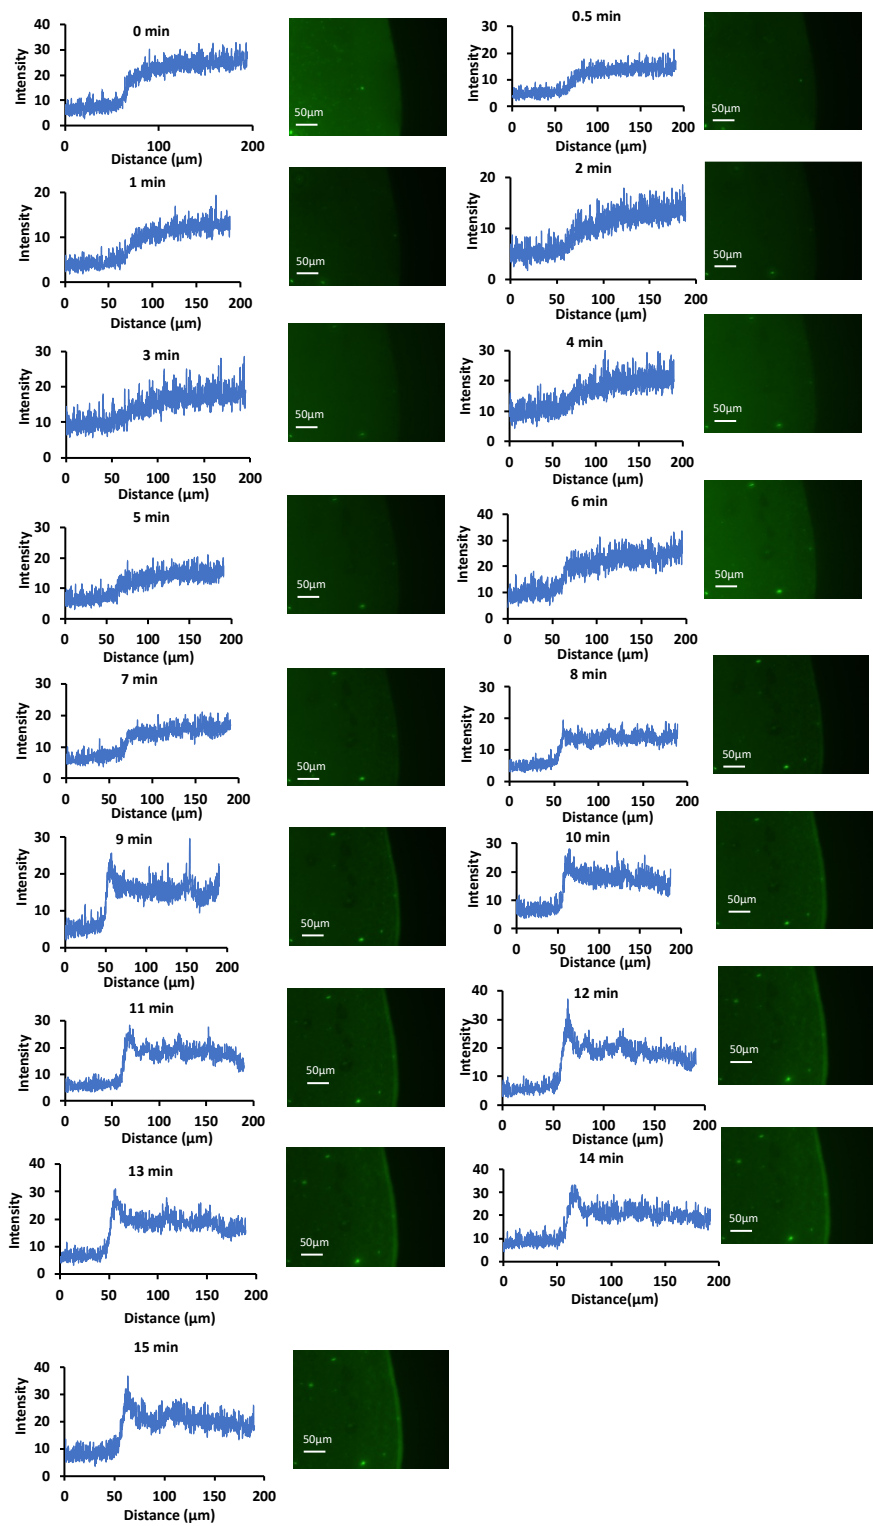 0 min
Intensity
40
30
20
10
0
0 100 200
Distance (µm)
50µm
0.5 min
Intensity
30
20
10
0
0 50 100 150 200
Distance (µm)
50µm
1 min
Intensity
20
10
0
0 50 100 150 200
Distance (µm)
50µm
2 min
Intensity
20
10
0
0 50 100 150 200
Distance (µm)
50µm
3 min
Intensity
30
20
10
0
0 50 100 150 200
Distance (µm)
50µm
4 min
Intensity
30
20
10
0
0 50 100 150 200
Distance (µm)
50µm
5 min
Intensity
30
20
10
0
0 50 100 150 200
Distance (µm)
50µm
6 min
Intensity
40
30
20
10
0
0 50 100 150 200
Distance (µm)
50µm
7 min
Intensity
30
20
10
0
0 50 100 150 200
Distance (µm)
50µm
8 min
Intensity
30
20
10
0
0 50 100 150 200
Distance (µm)
50µm
9 min
Intensity
30
20
10
0
0 50 100 150 200
Distance (µm)
50µm
10 min
Intensity
30
20
10
0
0 50 100 150 200
Distance (µm)
50µm
11 min
Intensity
30
20
10
0
0 50 100 150 200
Distance (µm)
50µm
12 min
Intensity
40
30
20
10
0
0 50 100 150 200
Distance (µm)
50µm
13 min
Intensity
40
30
20
10
0
0 50 100 150 200
Distance (µm)
50µm
14 min
Intensity
40
30
20
10
0
0 50 100 150 200
Distance(µm)
50µm
15 min
Intensity
40
30
20
10
0
0 50 100 150 200
Distance (µm)
50µm